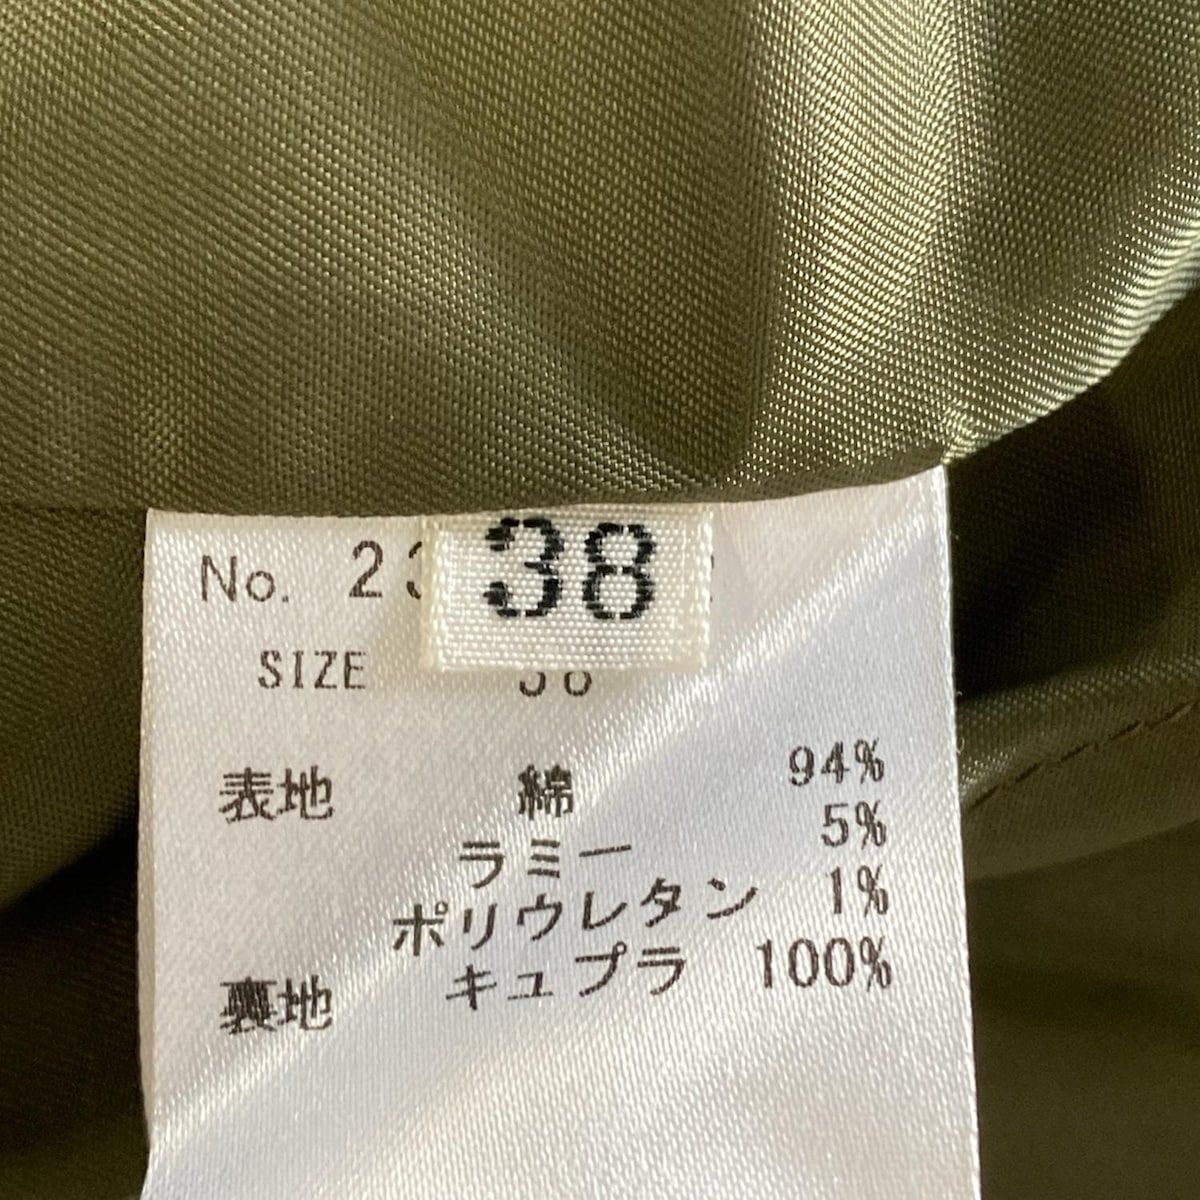 38
No. 23
SIZE 38
表地 綿 94%
ラミー 5%
ポリウレタン 1%
裏地 キュプラ 100%